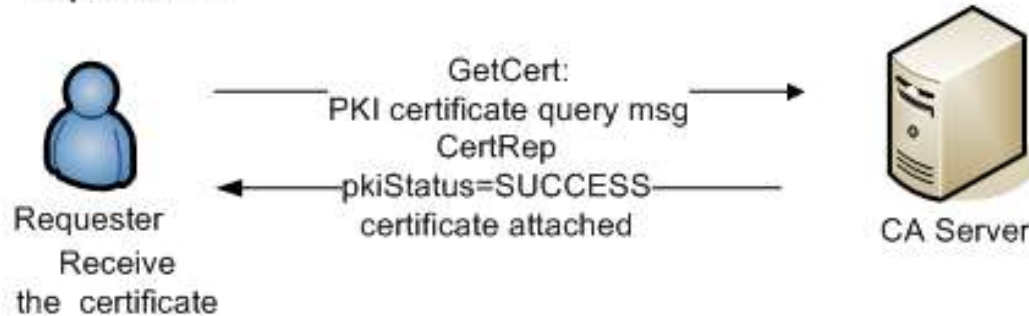 GetCert:
PKI certificate query msg
CertRep
pkiStatus=SUCCESS
certificate attached
Requester
Receive
the certificate
CA Server